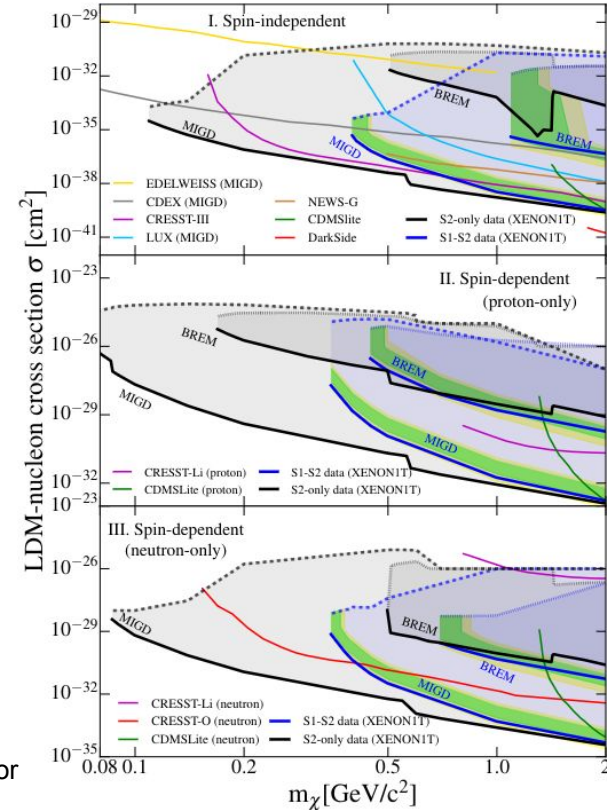 LDM-nucleon cross section σ [cm²]
I. Spin-independent
10⁻²⁹
10⁻³²
10⁻³⁵
10⁻³⁸
10⁻⁴¹
BREM
BREM
MIGD
MIGD
EDELWEISS (MIGD)
CDEX (MIGD)
CRESST-III
LUX (MIGD)
NEWS-G
CDMSlite
DarkSide
S2-only data (XENON1T)
S1-S2 data (XENON1T)
II. Spin-dependent
(proton-only)
10⁻²³
10⁻²⁶
10⁻²⁹
10⁻³²
BREM
BREM
MIGD
MIGD
CRESST-Li (proton)
CDMSLite (proton)
S1-S2 data (XENON1T)
S2-only data (XENON1T)
III. Spin-dependent
(neutron-only)
10⁻²³
10⁻²⁶
10⁻²⁹
10⁻³²
10⁻³⁵
MIGD
BREM
BREM
MIGD
CRESST-Li (neutron)
CRESST-O (neutron)
CDMSLite (neutron)
S1-S2 data (XENON1T)
S2-only data (XENON1T)
or
0.08 0.1 0.2 0.5 1.0 2
mχ[GeV/c²]